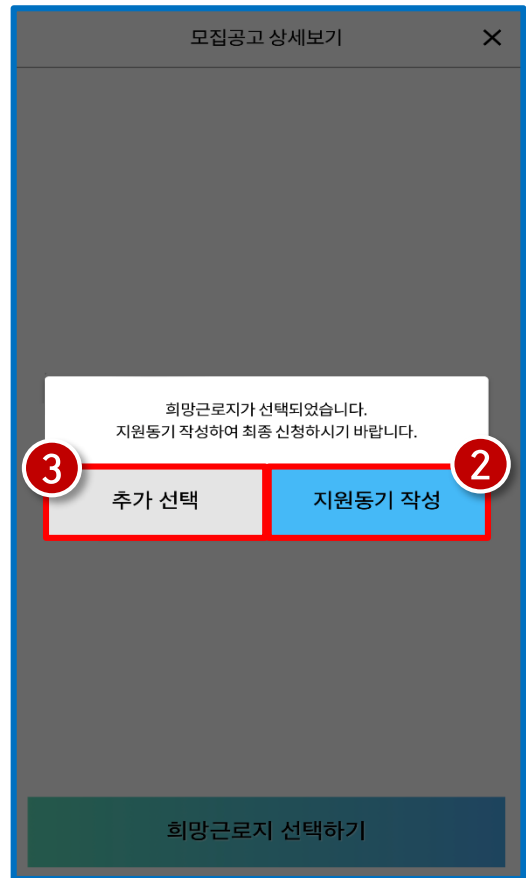 모집공고 상세보기 ×
희망근로지가 선택되었습니다.
지원동기 작성하여 최종 신청하시기 바랍니다.
3 2
추가 선택 지원동기 작성
희망근로지 선택하기